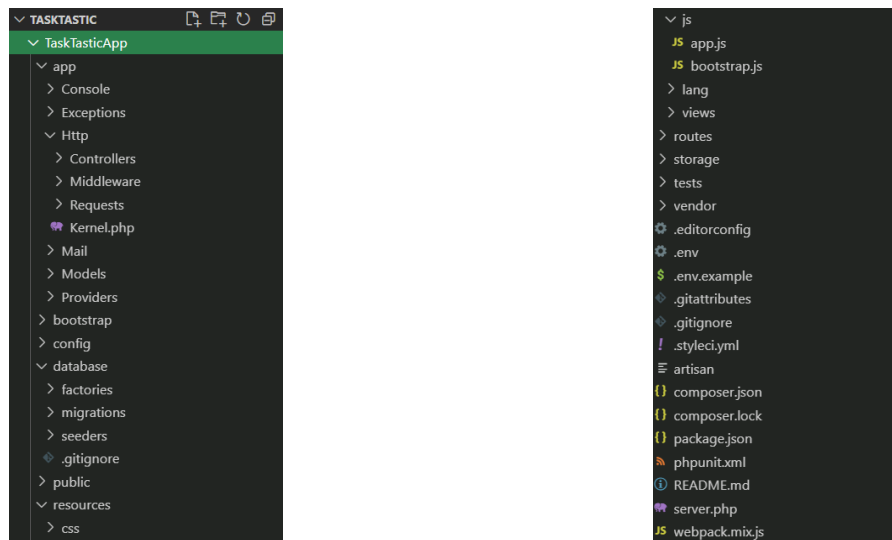 TASKTASTIC
TaskTasticApp
app
Console
Exceptions
Http
Controllers
Middleware
Requests
Kernel.php
Mail
Models
Providers
bootstrap
config
database
factories
migrations
seeders
.gitignore
public
resources
css
js
JS app.js
JS bootstrap.js
lang
views
routes
storage
tests
vendor
.editorconfig
.env
$ .env.example
.gitattributes
.gitignore
! .styleci.yml
artisan
{} composer.json
{} composer.lock
{} package.json
phpunit.xml
README.md
server.php
JS webpack.mix.js